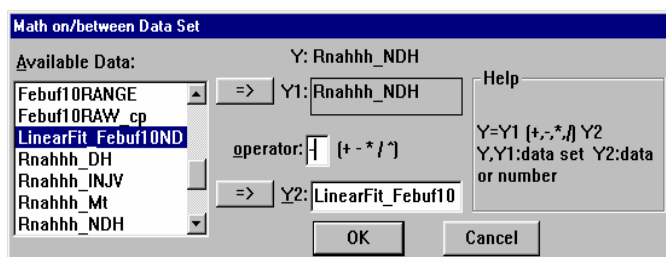 Math on/between Data Set
Available Data:
Febuf10RANGE
Febuf10RAW_cp
LinearFit_Febuf10ND
Rnahhh_DH
Rnahhh_INJV
Rnahhh_Mt
Rnahhh_NDH
Y: Rnahhh_NDH
=> Y1: Rnahhh_NDH
operator: - (+ - * / ^)
=> Y2: LinearFit_Febuf10
OK
Cancel
Help
Y=Y1 (+,-,*,/) Y2
Y,Y1:data set Y2:data
or number